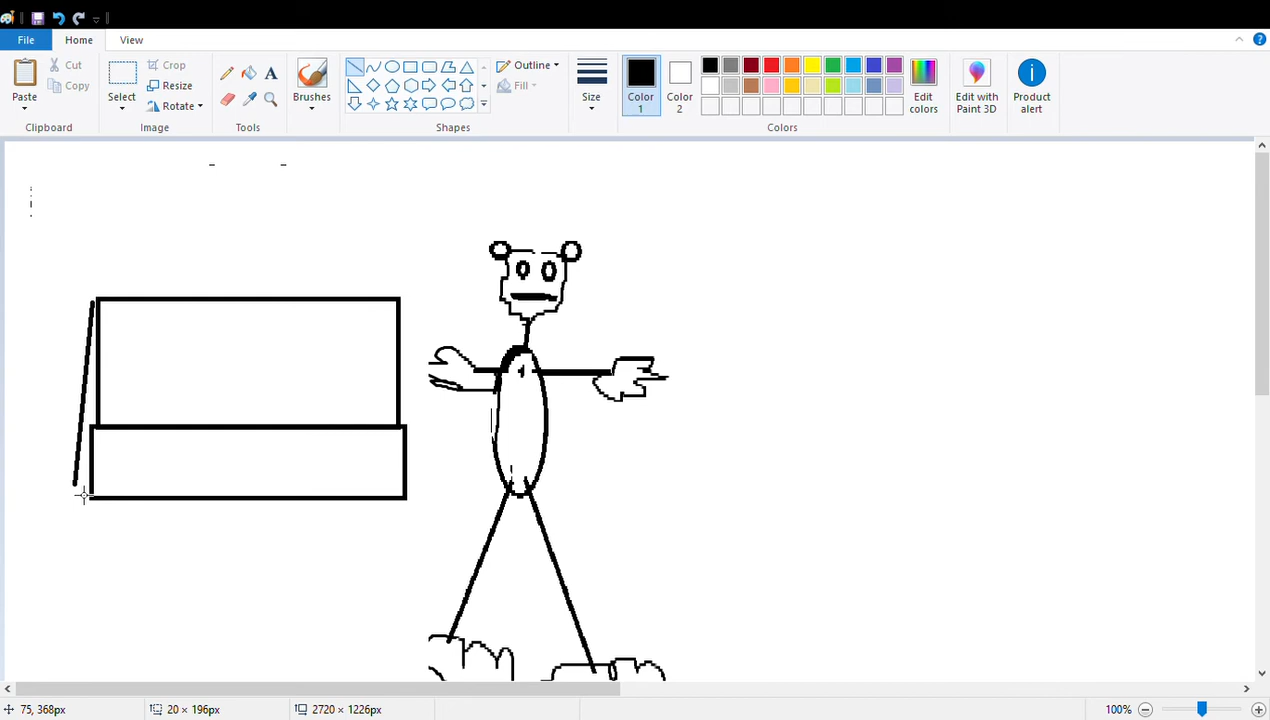 File Home View
Paste Cut Copy Clipboard
Select Crop Resize Rotate Image
Tools
Brushes
Shapes Outline Fill
Size
Color 1 Color 2 Edit colors Colors
Edit with Paint 3D
Product alert
75, 368px 20 × 196px 2720 × 1226px 100%